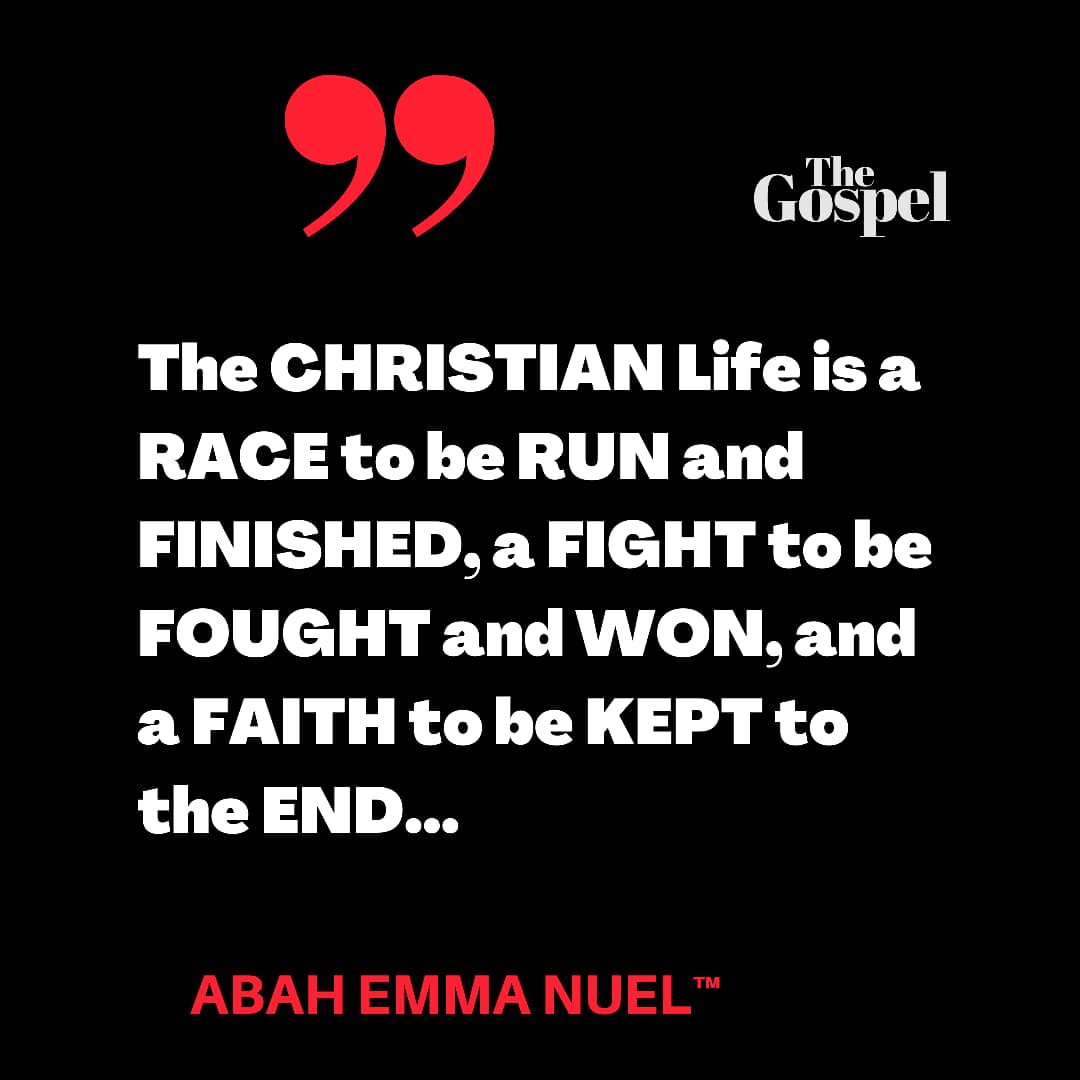 ”
The
Gospel
The CHRISTIAN Life is a
RACE to be RUN and
FINISHED, a FIGHT to be
FOUGHT and WON, and
a FAITH to be KEPT to
the END...
ABAH EMMA NUEL™